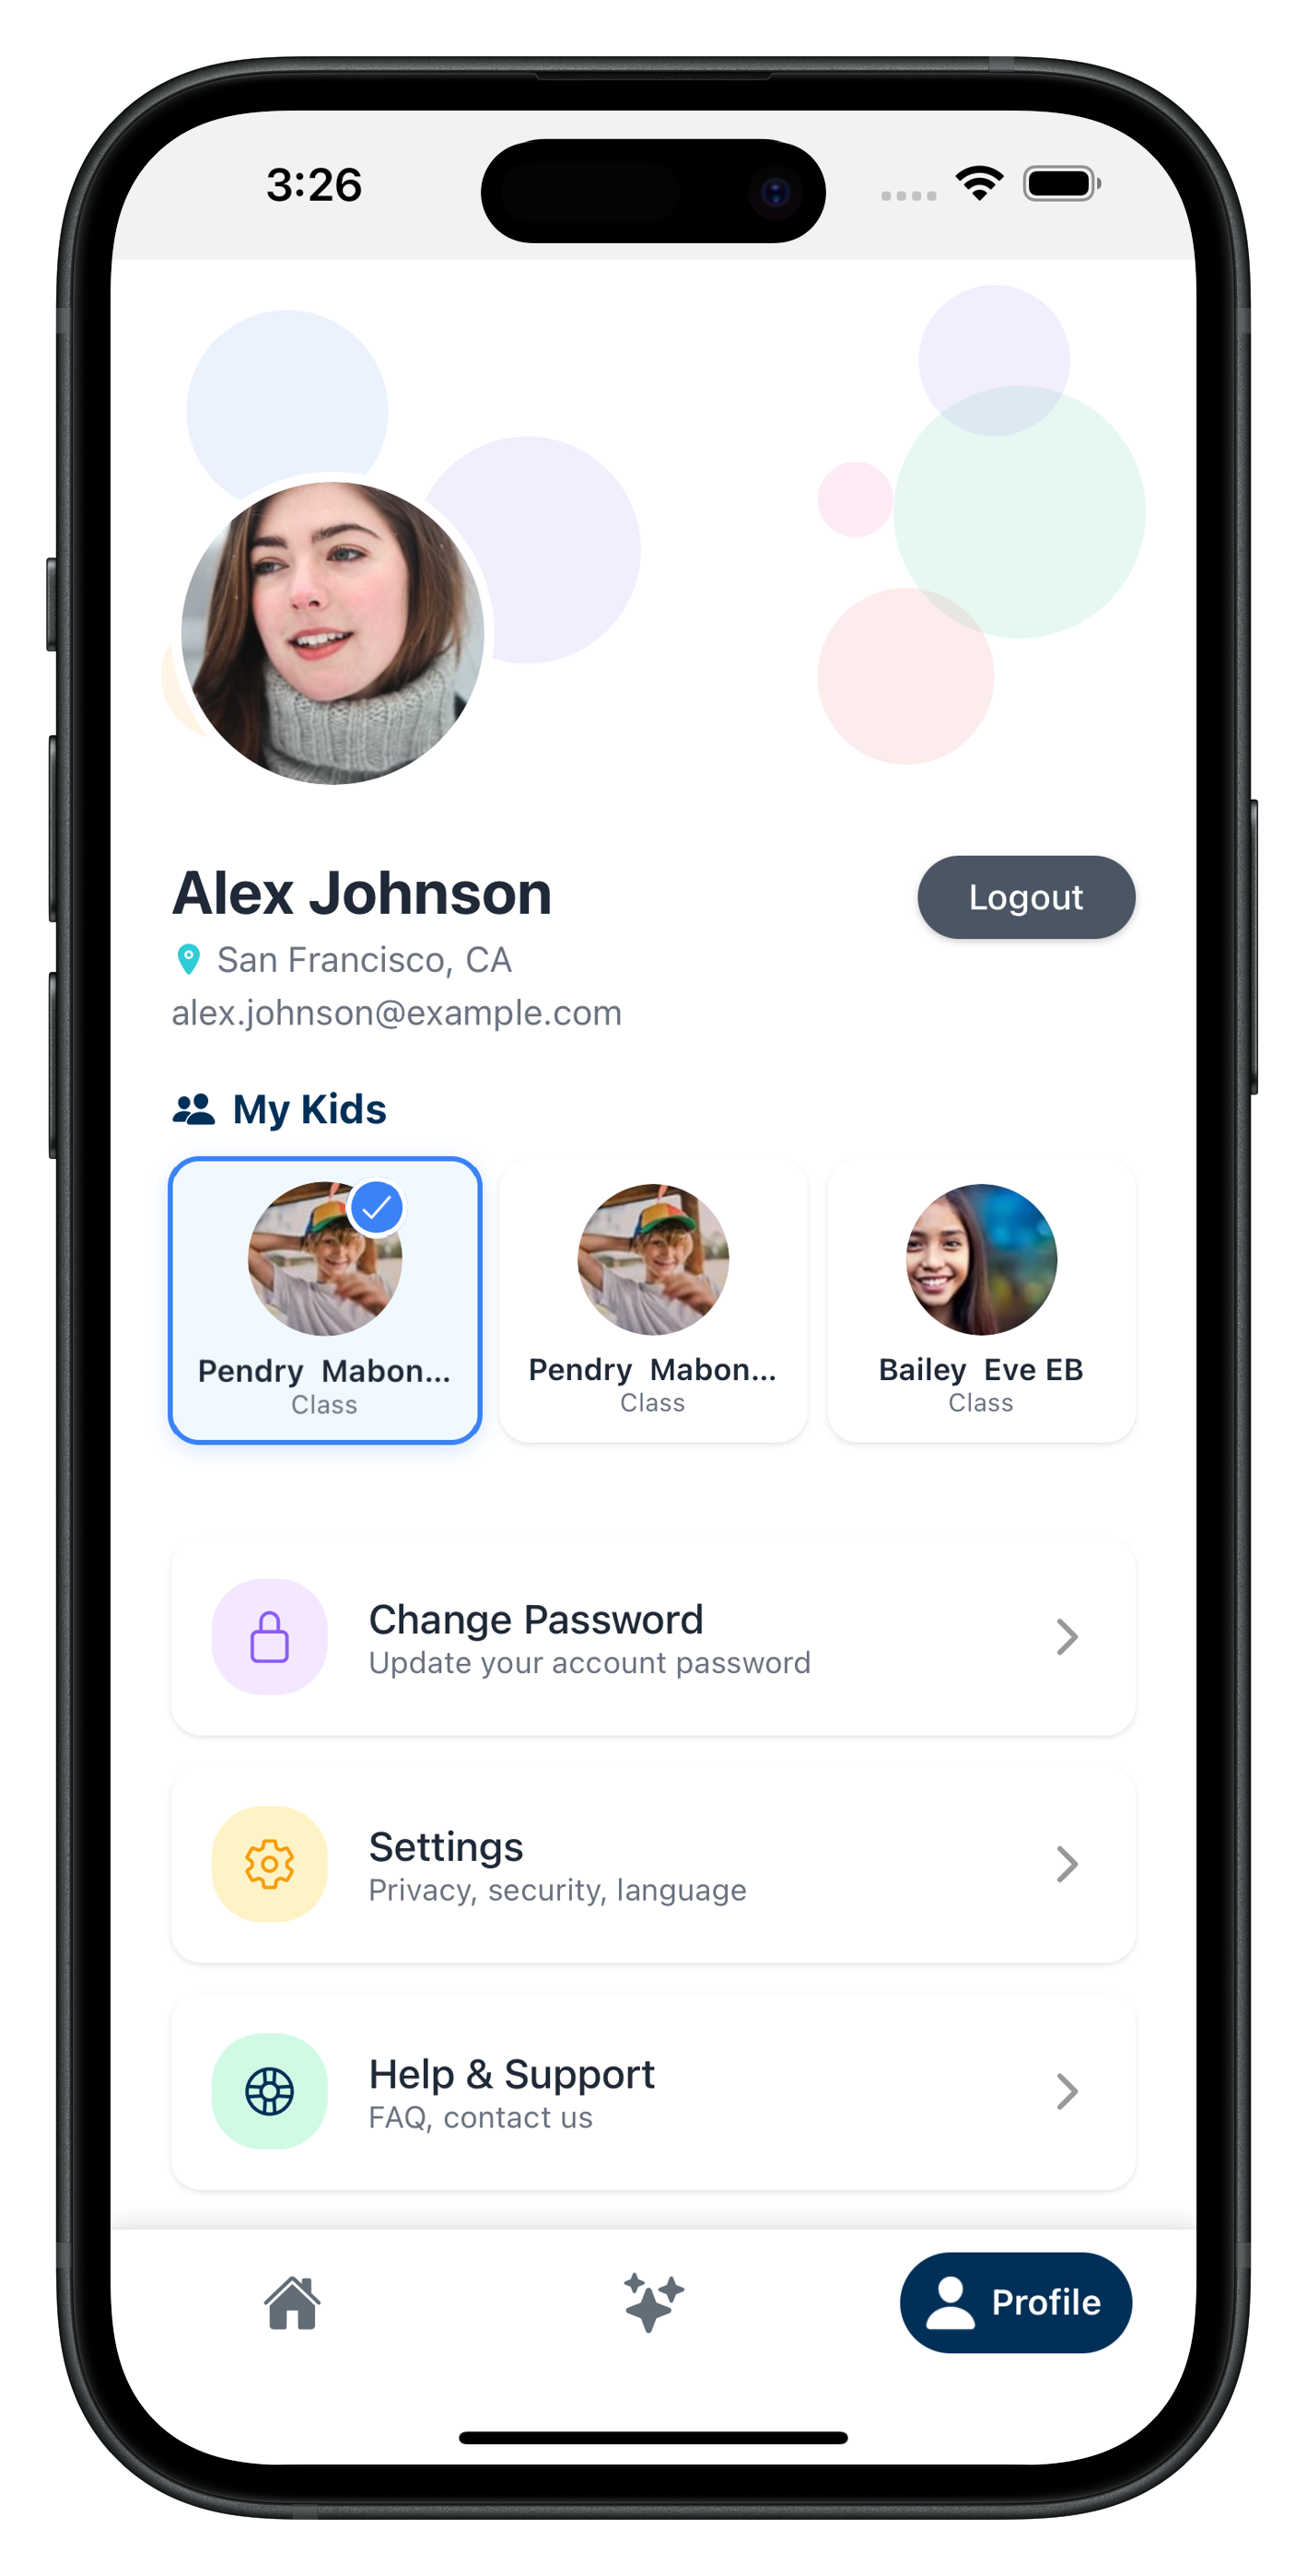 3:26
Alex Johnson
Logout
San Francisco, CA
alex.johnson@example.com
My Kids
Pendry  Mabon...
Class
Pendry  Mabon...
Class
Bailey  Eve EB
Class
Change Password
Update your account password
Settings
Privacy, security, language
Help & Support
FAQ, contact us
Profile